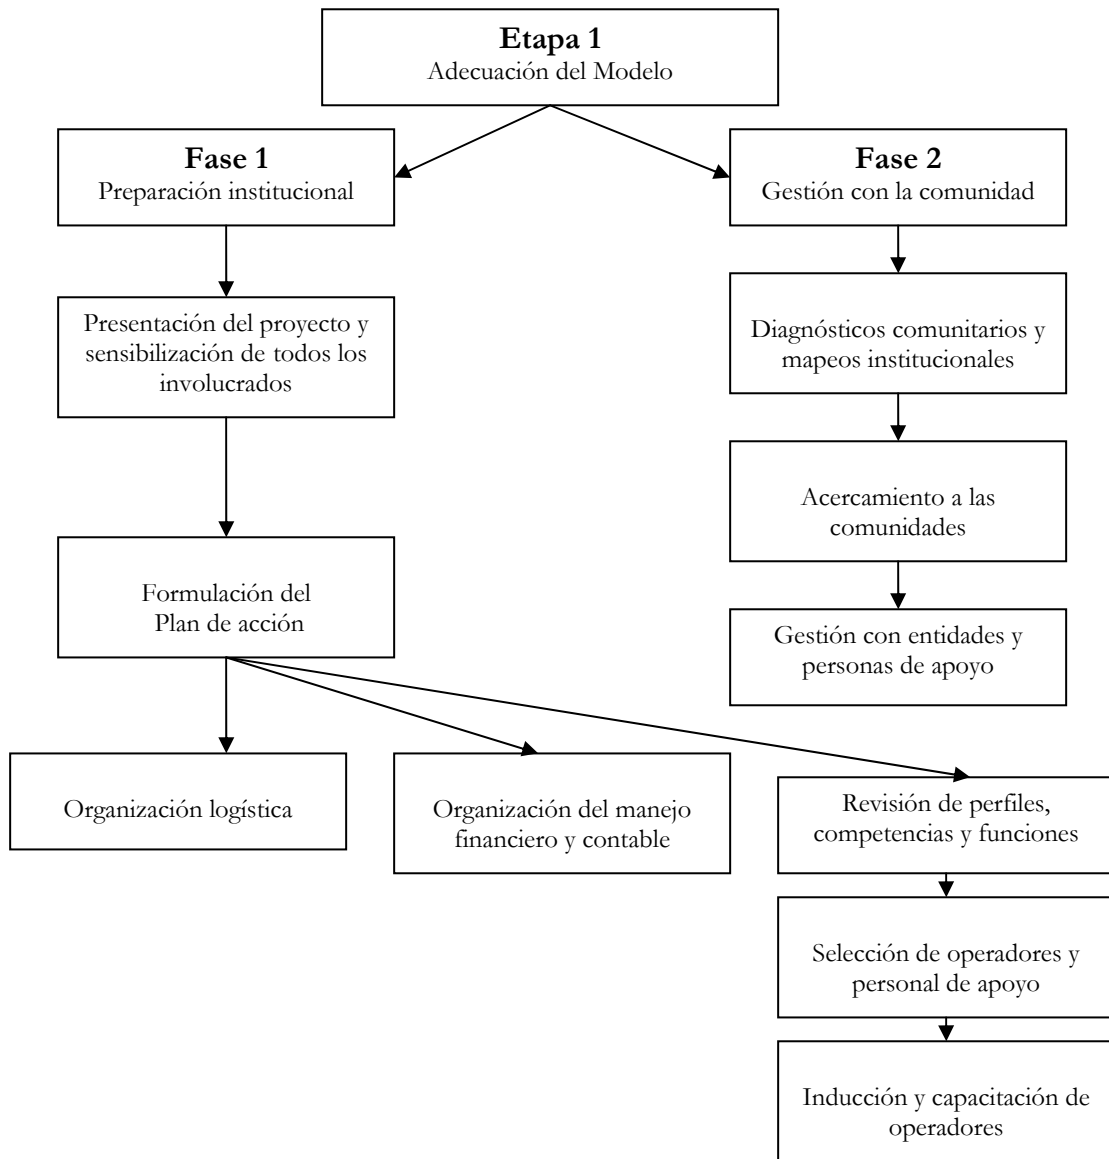 Etapa 1
Adecuación del Modelo
Fase 1
Preparación institucional
Fase 2
Gestión con la comunidad
Presentación del proyecto y
sensibilización de todos los
involucrados
Diagnósticos comunitarios y
mapeos institucionales
Acercamiento a las
comunidades
Formulación del
Plan de acción
Gestión con entidades y
personas de apoyo
Organización logística
Organización del manejo
financiero y contable
Revisión de perfiles,
competencias y funciones
Selección de operadores y
personal de apoyo
Inducción y capacitación de
operadores